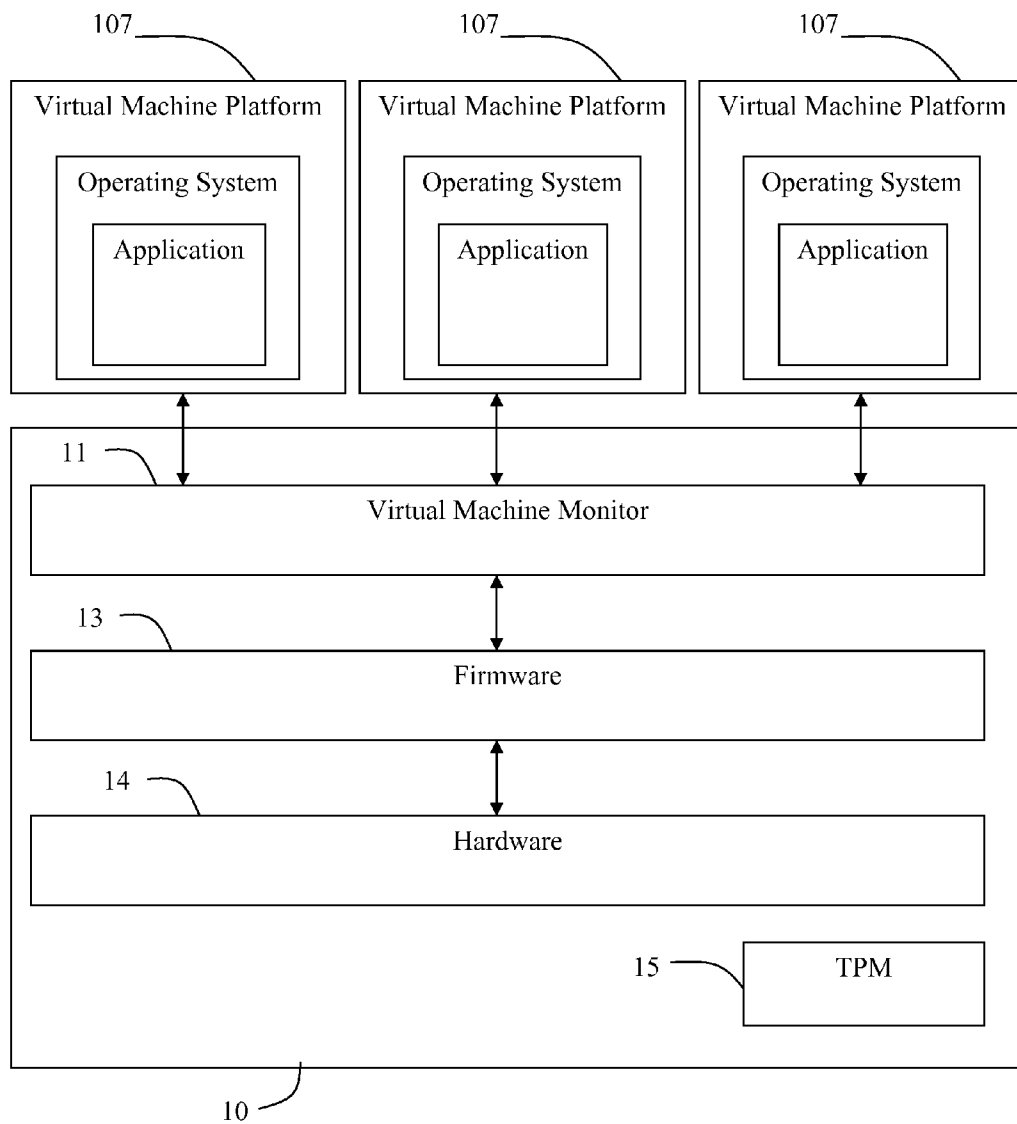 107 107 107
Virtual Machine Platform Virtual Machine Platform Virtual Machine Platform
Operating System Operating System Operating System
Application Application Application
11
Virtual Machine Monitor
13
Firmware
14
Hardware
15
TPM
10